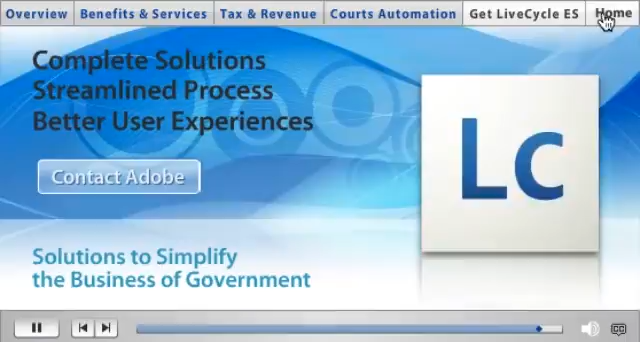 Overview Benefits & Services Tax & Revenue Courts Automation Get LiveCycle ES Home
Complete Solutions
Streamlined Process
Better User Experiences
Lc
Contact Adobe
Solutions to Simplify
the Business of Government
CC